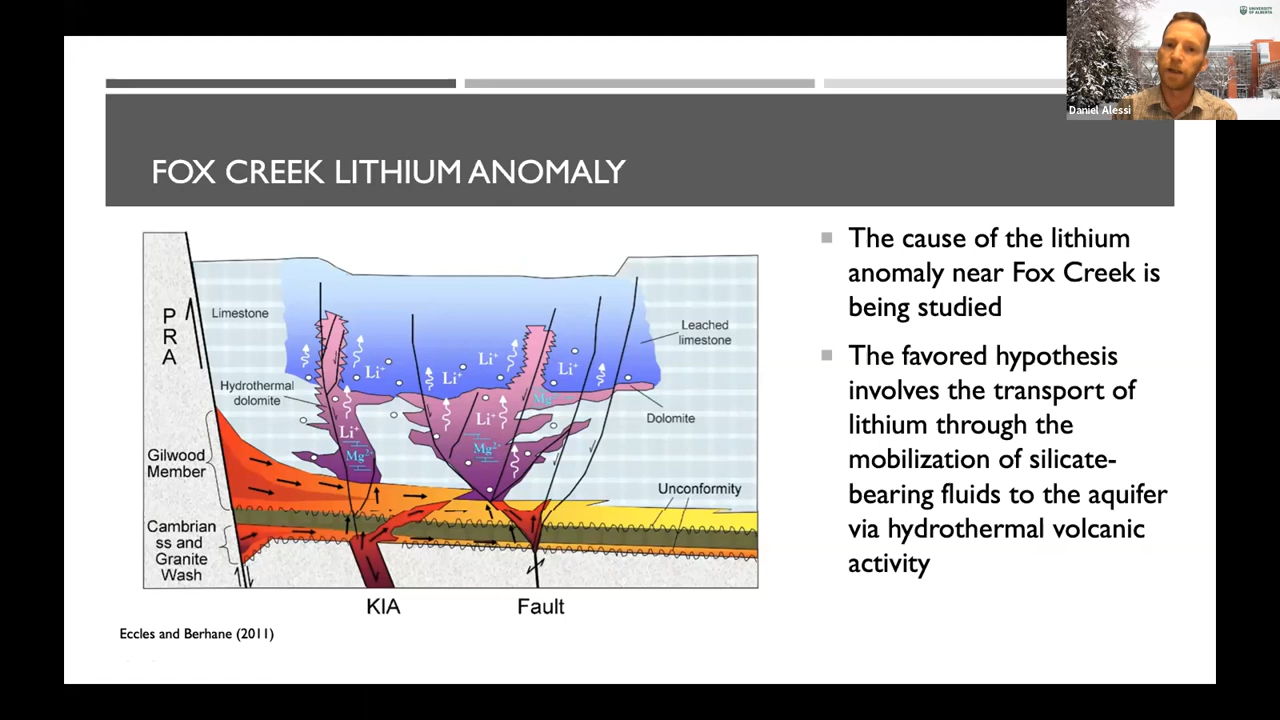 UNIVERSITY
OF ALBERTA
Daniel Alessi
FOX CREEK LITHIUM ANOMALY
P
R
A
Limestone
Leached
limestone
Li⁺
Li⁺
Li⁺
Hydrothermal
dolomite
Mg²⁺
Dolomite
Li⁺
Li⁺
Mg²⁺
Mg²⁺
Gilwood
Member
Unconformity
Cambrian
ss and
Granite
Wash
KIA
Fault
Eccles and Berhane (2011)
The cause of the lithium
anomaly near Fox Creek is
being studied
The favored hypothesis
involves the transport of
lithium through the
mobilization of silicate-
bearing fluids to the aquifer
via hydrothermal volcanic
activity